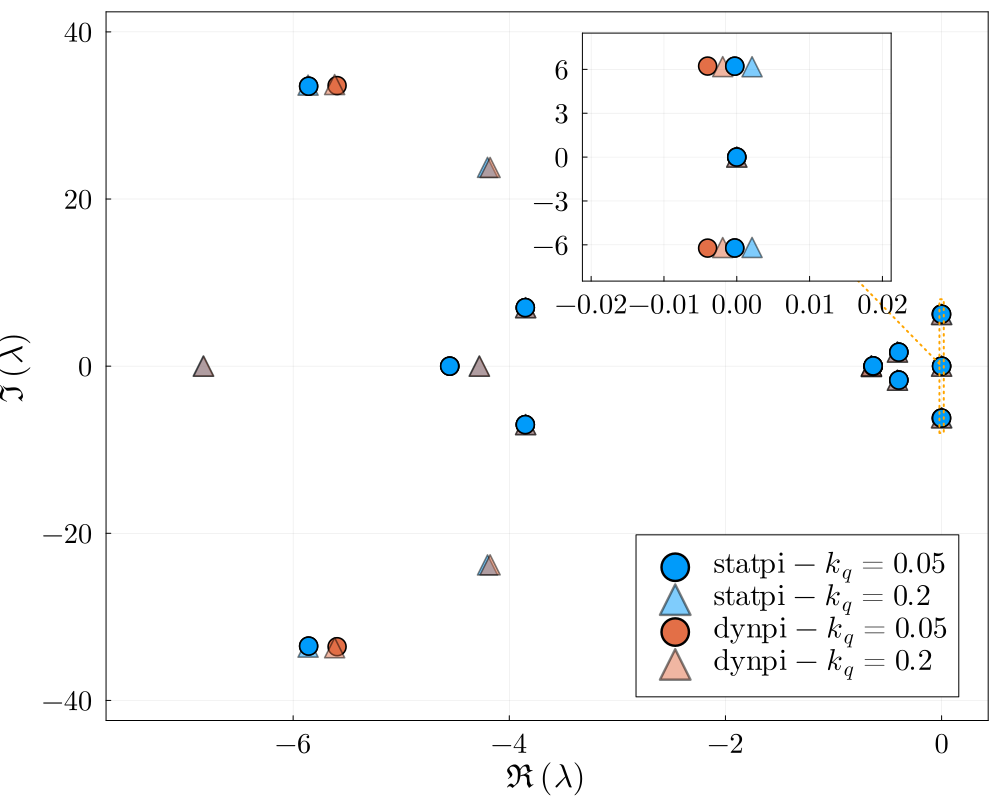 40
20
0
−20
−40
ℑ (λ)
6
3
0
−3
−6
−0.02 −0.01 0.00 0.01 0.02
statpi − k_q = 0.05
statpi − k_q = 0.2
dynpi − k_q = 0.05
dynpi − k_q = 0.2
−6 −4 −2 0
ℜ (λ)